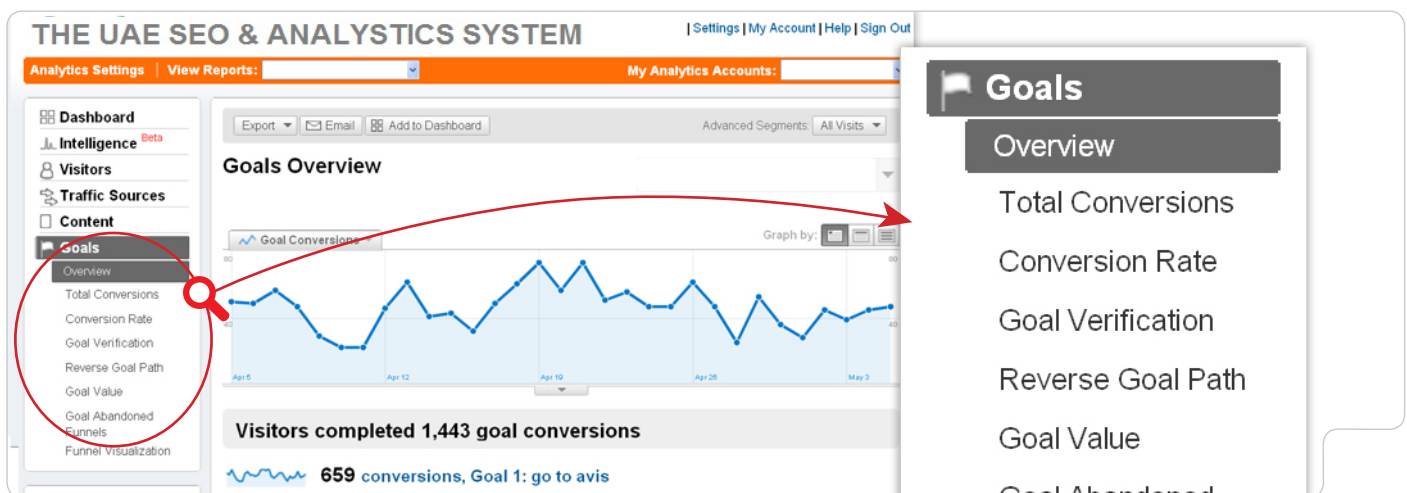 THE UAE SEO & ANALYSTICS SYSTEM
| Settings | My Account | Help | Sign Out
Analytics Settings | View Reports:
My Analytics Accounts:
Dashboard
Intelligence Beta
Visitors
Traffic Sources
Content
Goals
Overview
Total Conversions
Conversion Rate
Goal Verification
Reverse Goal Path
Goal Value
Goal Abandoned
Funnels
Funnel Visualization
Export
Email
Add to Dashboard
Advanced Segments: All Visits
Goals Overview
Goal Conversions
Graph by:
80 80
40 40
Apr 5 Apr 12 Apr 19 Apr 26 May 3
Visitors completed 1,443 goal conversions
659 conversions, Goal 1: go to avis
Goals
Overview
Total Conversions
Conversion Rate
Goal Verification
Reverse Goal Path
Goal Value
Goal Abandoned